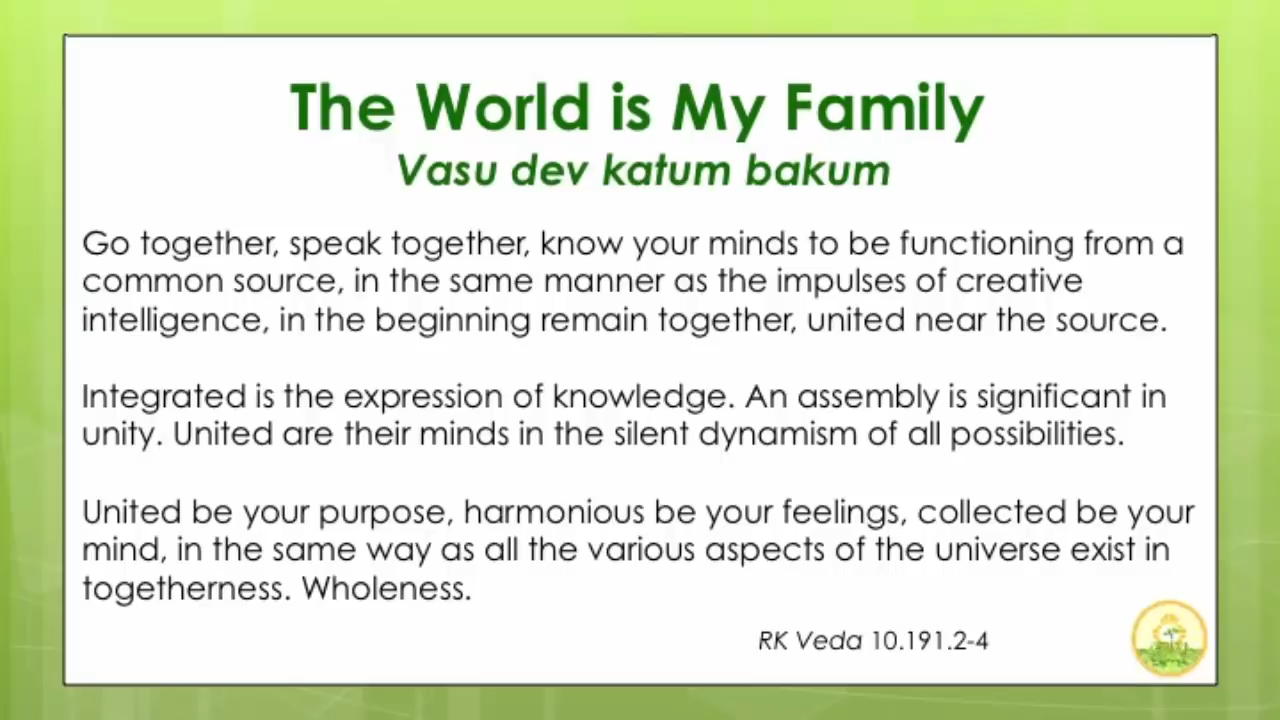 The World is My Family
Vasu dev katum bakum
Go together, speak together, know your minds to be functioning from a
common source, in the same manner as the impulses of creative
intelligence, in the beginning remain together, united near the source.
Integrated is the expression of knowledge. An assembly is significant in
unity. United are their minds in the silent dynamism of all possibilities.
United be your purpose, harmonious be your feelings, collected be your
mind, in the same way as all the various aspects of the universe exist in
togetherness. Wholeness.
RK Veda 10.191.2-4